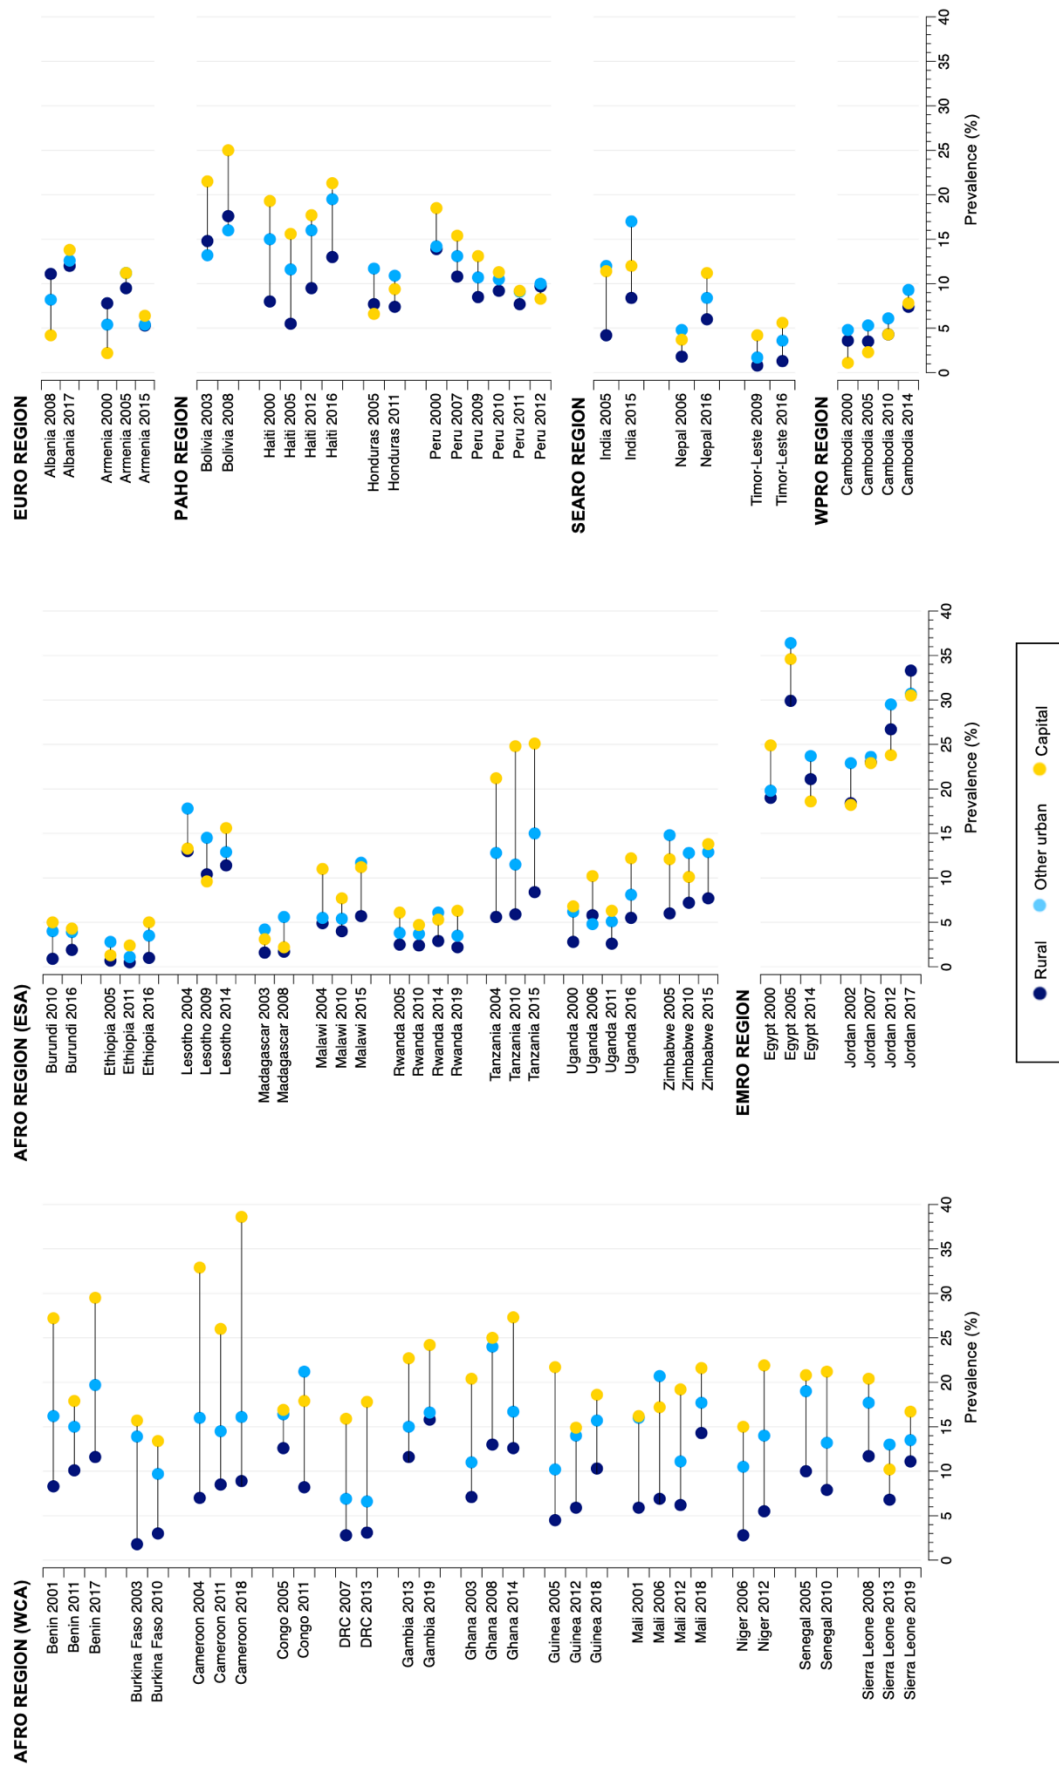 AFRO REGION (WCA)
Benin 2001
Benin 2011
Benin 2017
Burkina Faso 2003
Burkina Faso 2010
Cameroon 2004
Cameroon 2011
Cameroon 2018
Congo 2005
Congo 2011
DRC 2007
DRC 2013
Gambia 2013
Gambia 2019
Ghana 2003
Ghana 2008
Ghana 2014
Guinea 2005
Guinea 2012
Guinea 2018
Mali 2001
Mali 2006
Mali 2012
Mali 2018
Niger 2006
Niger 2012
Senegal 2005
Senegal 2010
Sierra Leone 2008
Sierra Leone 2013
Sierra Leone 2019
0 5 10 15 20 25 30 35 40
Prevalence (%)
AFRO REGION (ESA)
Burundi 2010
Burundi 2016
Ethiopia 2005
Ethiopia 2011
Ethiopia 2016
Lesotho 2004
Lesotho 2009
Lesotho 2014
Madagascar 2003
Madagascar 2008
Malawi 2004
Malawi 2010
Malawi 2015
Rwanda 2005
Rwanda 2010
Rwanda 2014
Rwanda 2019
Tanzania 2004
Tanzania 2010
Tanzania 2015
Uganda 2000
Uganda 2006
Uganda 2011
Uganda 2016
Zimbabwe 2005
Zimbabwe 2010
Zimbabwe 2015
EMRO REGION
Egypt 2000
Egypt 2005
Egypt 2014
Jordan 2002
Jordan 2007
Jordan 2012
Jordan 2017
0 5 10 15 20 25 30 35 40
Prevalence (%)
EURO REGION
Albania 2008
Albania 2017
Armenia 2000
Armenia 2005
Armenia 2015
PAHO REGION
Bolivia 2003
Bolivia 2008
Haiti 2000
Haiti 2005
Haiti 2012
Haiti 2016
Honduras 2005
Honduras 2011
Peru 2000
Peru 2007
Peru 2009
Peru 2010
Peru 2011
Peru 2012
SEARO REGION
India 2005
India 2015
Nepal 2006
Nepal 2016
Timor-Leste 2009
Timor-Leste 2016
WPRO REGION
Cambodia 2000
Cambodia 2005
Cambodia 2010
Cambodia 2014
0 5 10 15 20 25 30 35 40
Prevalence (%)
Rural Other urban Capital